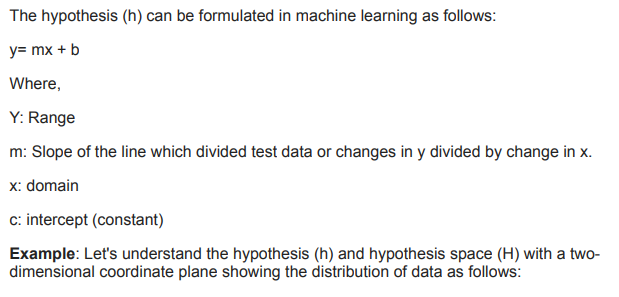 The hypothesis (h) can be formulated in machine learning as follows:
y= mx + b
Where,
Y: Range
m: Slope of the line which divided test data or changes in y divided by change in x.
x: domain
c: intercept (constant)
Example: Let's understand the hypothesis (h) and hypothesis space (H) with a two-
dimensional coordinate plane showing the distribution of data as follows: